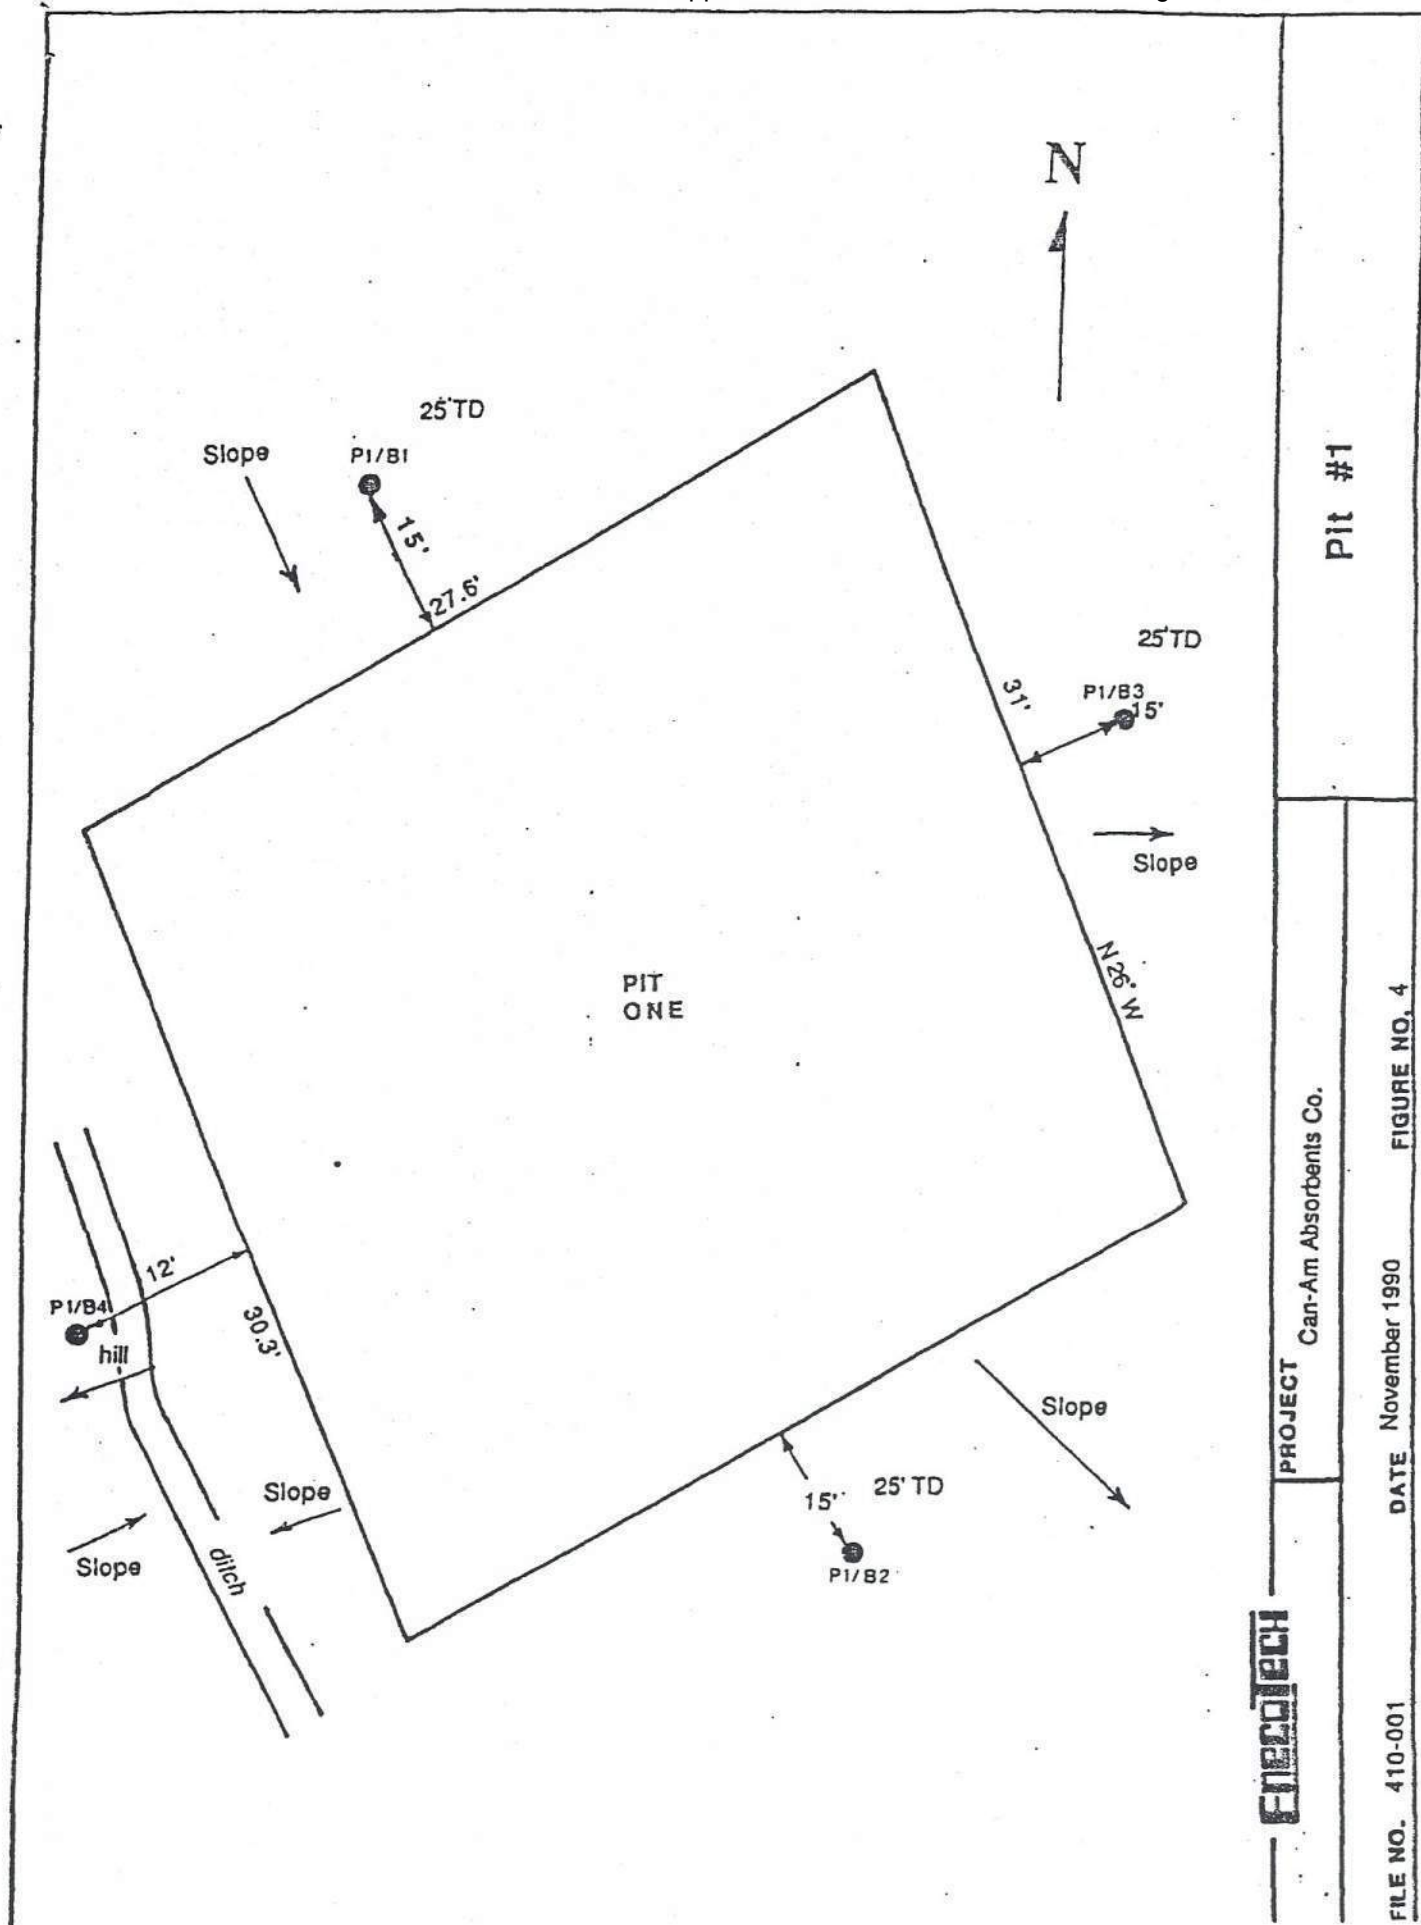 N
25'TD
Slope
P1/B1
15'
27.6'
25'TD
P1/B3
15'
31'
Slope
N 26° W
PIT
ONE
12'
P1/B4
hill
30.3'
Slope
Slope
ditch
Slope
15'
25' TD
P1/B2
Pit #1
PROJECT
Can-Am Absorbents Co.
EnecoTech
FILE NO. 410-001
DATE November 1990
FIGURE NO. 4